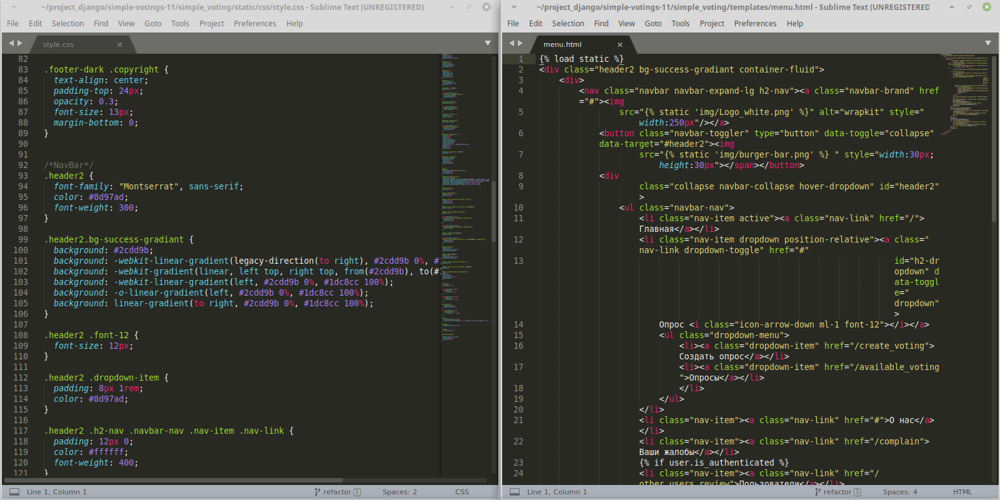 ~/project_django/simple-votings-11/simple_voting/static/css/style.css - Sublime Text (UNREGISTERED)
File Edit Selection Find View Goto Tools Project Preferences Help
style.css
82
83 .footer-dark .copyright {
84 text-align: center;
85 padding-top: 24px;
86 opacity: 0.3;
87 font-size: 13px;
88 margin-bottom: 0;
89 }
90
91
92 /*NavBar*/
93 .header2 {
94 font-family: "Montserrat", sans-serif;
95 color: #8d97ad;
96 font-weight: 300;
97 }
98
99 .header2.bg-success-gradiant {
100 background: #2cdd9b;
101 background: -webkit-linear-gradient(legacy-direction(to right), #2cdd9b 0%, #
102 background: -webkit-gradient(linear, left top, right top, from(#2cdd9b), to(#
103 background: -webkit-linear-gradient(left, #2cdd9b 0%, #1dc8cc 100%);
104 background: -o-linear-gradient(left, #2cdd9b 0%, #1dc8cc 100%);
105 background: linear-gradient(to right, #2cdd9b 0%, #1dc8cc 100%);
106 }
107
108 .header2 .font-12 {
109 font-size: 12px;
110 }
111
112 .header2 .dropdown-item {
113 padding: 8px 1rem;
114 color: #8d97ad;
115 }
116
117 .header2 .h2-nav .navbar-nav .nav-item .nav-link {
118 padding: 12px 0;
119 color: #ffffff;
120 font-weight: 400;
121 }
Line 1, Column 1 refactor 1 Spaces: 2 CSS
~/project_django/simple-votings-11/simple_voting/templates/menu.html - Sublime Text (UNREGISTERED
File Edit Selection Find View Goto Tools Project Preferences Help
menu.html
1 {% load static %}
2 <div class="header2 bg-success-gradiant container-fluid">
3 <div>
4 <nav class="navbar navbar-expand-lg h2-nav"><a class="navbar-brand" href
="#"><img
5 src="{% static 'img/Logo_white.png' %}" alt="wrapkit" style="
width:250px"/></a>
6 <button class="navbar-toggler" type="button" data-toggle="collapse"
data-target="#header2"><img
7 src="{% static 'img/burger-bar.png' %} " style="width:30px;
height:30px"></span></button>
8 <div
9 class="collapse navbar-collapse hover-dropdown" id="header2"
>
10 <ul class="navbar-nav">
11 <li class="nav-item active"><a class="nav-link" href="/">
Главная</a></li>
12 <li class="nav-item dropdown position-relative"><a class="
nav-link dropdown-toggle" href="#"
13 id="h2-dr
opdown" d
ata-toggl
e="
dropdown"
>
14 Опрос <i class="icon-arrow-down ml-1 font-12"></i></a>
15 <ul class="dropdown-menu">
16 <li><a class="dropdown-item" href="/create_voting">
Создать опрос</a></li>
17 <li><a class="dropdown-item" href="/available_voting
">Опросы</a></li>
18 </li>
19 </ul>
20 </li>
21 <li class="nav-item"><a class="nav-link" href="#">О нас</a>
</li>
22 <li class="nav-item"><a class="nav-link" href="/complain">
Ваши жалобы</a></li>
23 {% if user.is_authenticated %}
24 <li class="nav-item"><a class="nav-link" href="/
other_users_review">Пользователи</a></li>
Line 1, Column 1 refactor 1 Spaces: 4 HTML